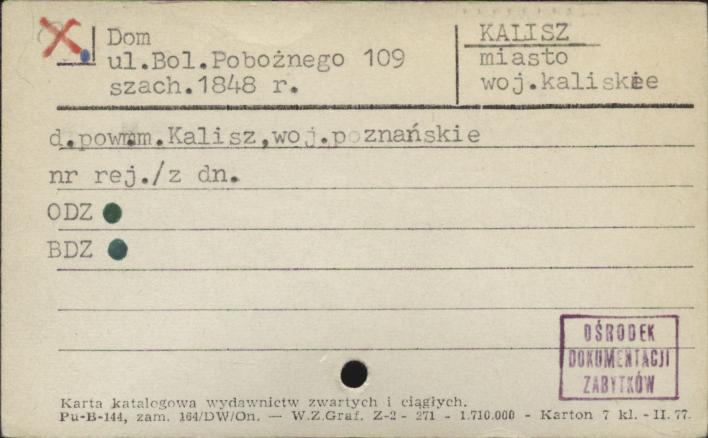 Dom
ul.Bol.Pobożnego 109
szach.1848 r.
KALISZ
miasto
woj.kaliskie
d.powmm.Kalisz,woj.poznańskie
nr rej./z dn.
ODZ
BDZ
OŚRODEK
DOKUMENTACJI
ZABYTKÓW
Karta katalogowa wydawnictw zwartych i ciągłych.
Pu-B-144, zam. 164/DW/On. — W.Z.Graf. Z-2 - 271 - 1.710.000 - Karton 7 kl. - II. 77.